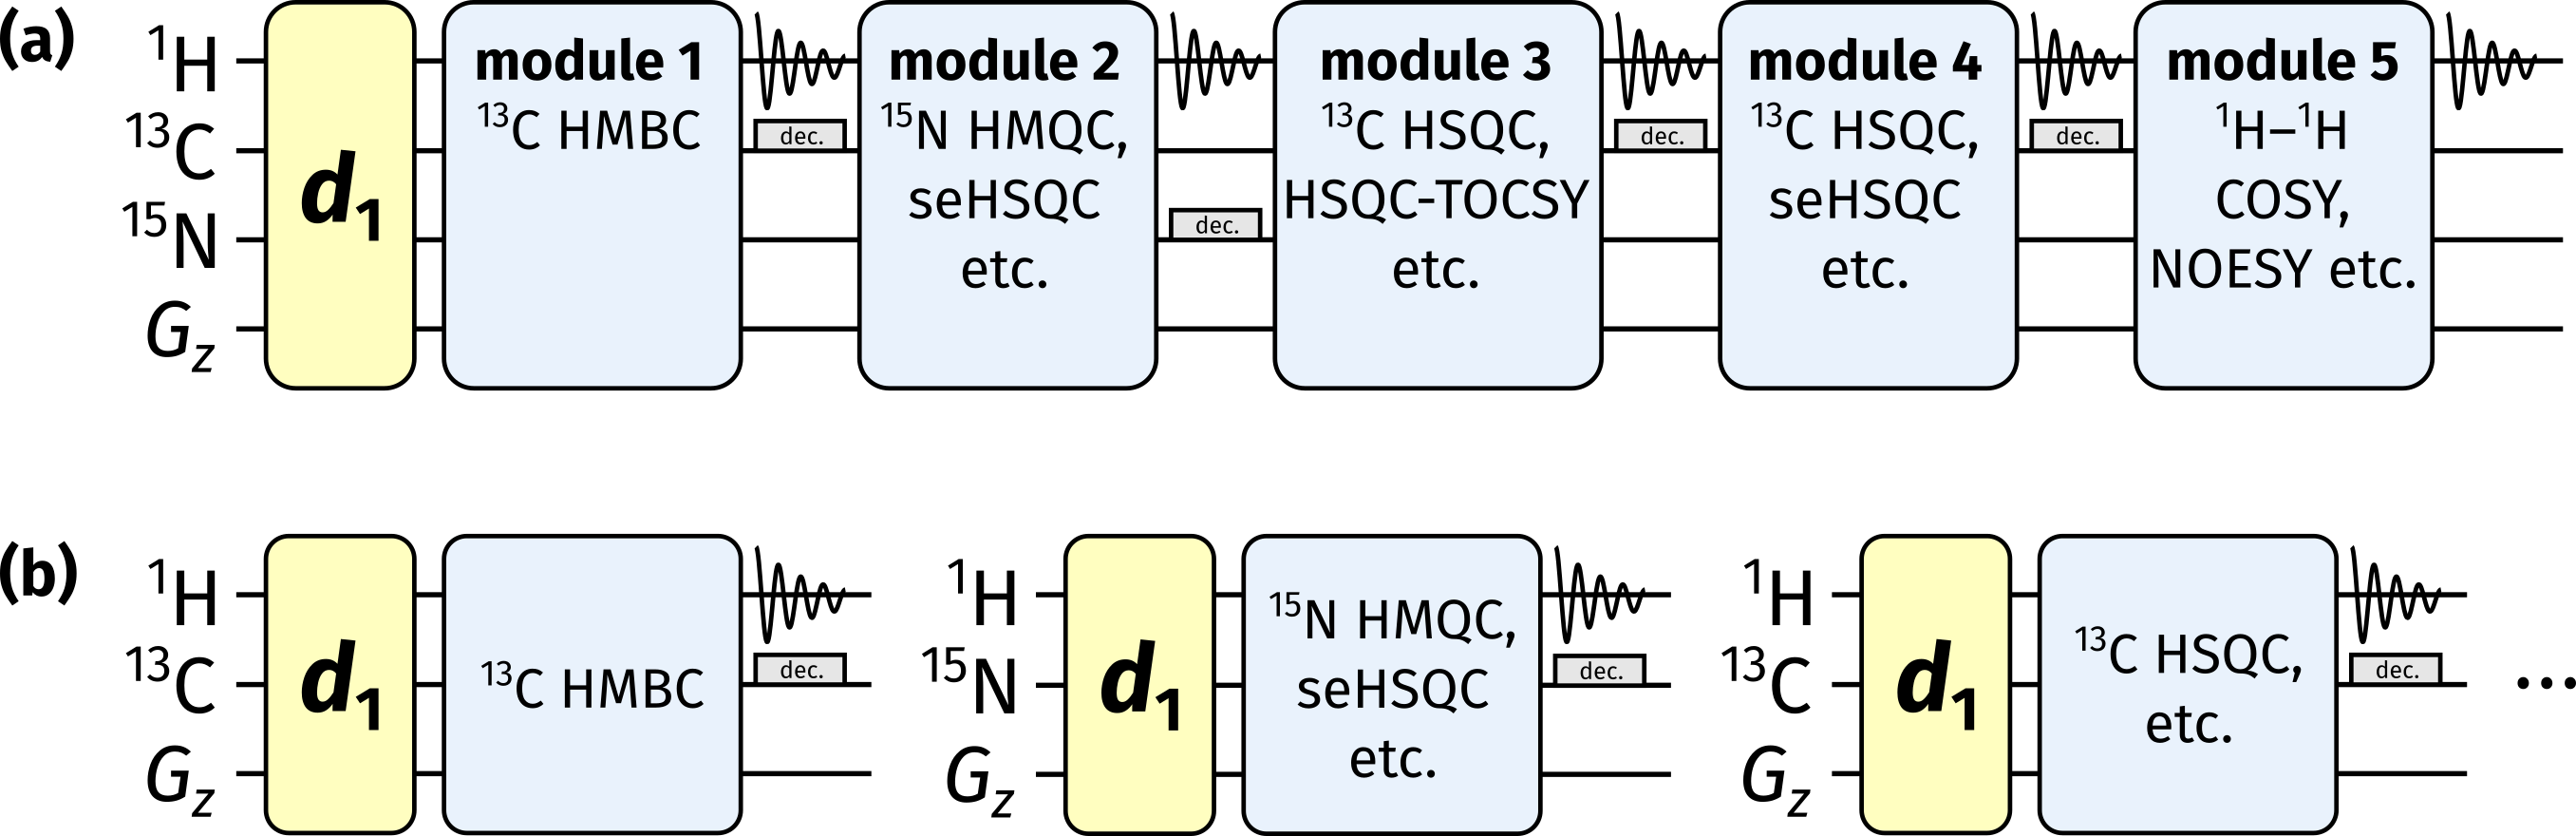 (a)
¹H
¹³C
¹⁵N
G_z
d₁
module 1
¹³C HMBC
dec.
module 2
¹⁵N HMQC,
seHSQC
etc.
dec.
module 3
¹³C HSQC,
HSQC-TOCSY
etc.
dec.
module 4
¹³C HSQC,
seHSQC
etc.
dec.
module 5
¹H–¹H
COSY,
NOESY etc.
(b)
¹H
¹³C
G_z
d₁
¹³C HMBC
dec.
¹H
¹⁵N
G_z
d₁
¹⁵N HMQC,
seHSQC
etc.
dec.
¹H
¹³C
G_z
d₁
¹³C HSQC,
etc.
dec.
...